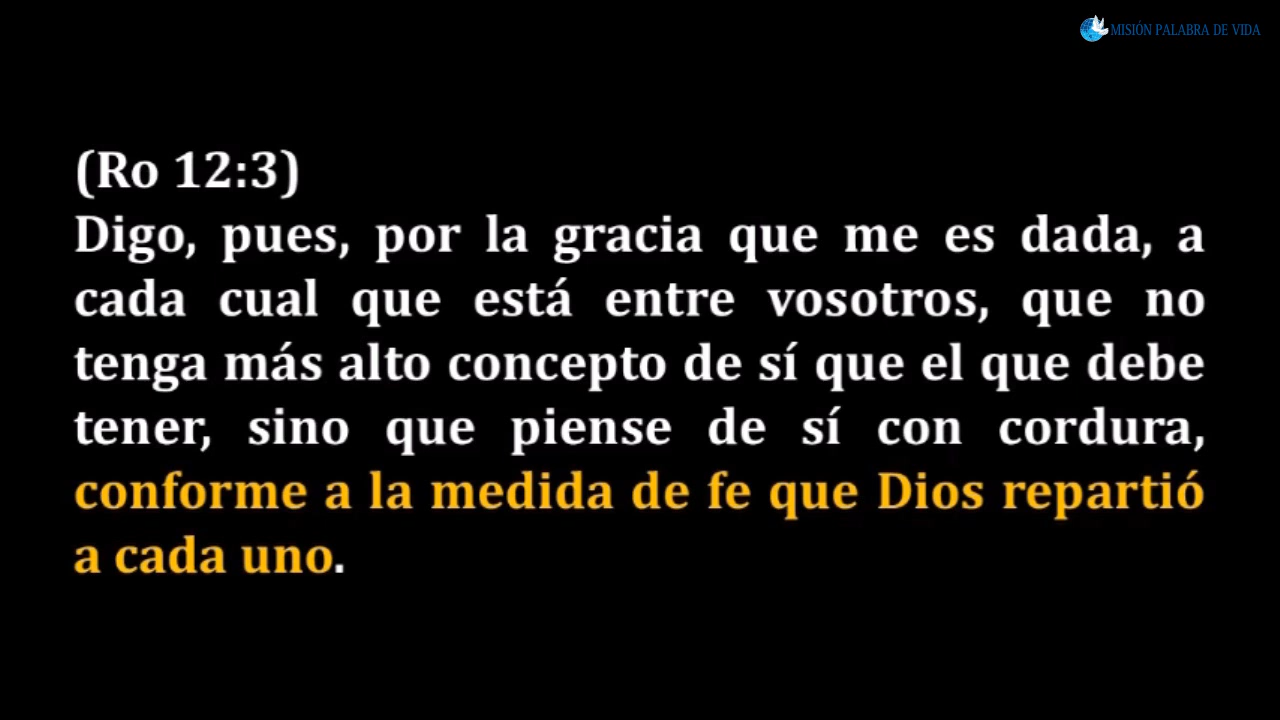 MISIÓN PALABRA DE VIDA
(Ro 12:3)
Digo, pues, por la gracia que me es dada, a
cada cual que está entre vosotros, que no
tenga más alto concepto de sí que el que debe
tener, sino que piense de sí con cordura,
conforme a la medida de fe que Dios repartió
a cada uno.